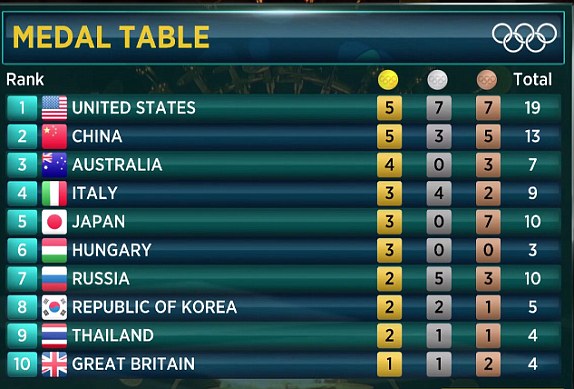 MEDAL TABLE
Rank Total
1 UNITED STATES 5 7 7 19
2 CHINA 5 3 5 13
3 AUSTRALIA 4 0 3 7
4 ITALY 3 4 2 9
5 JAPAN 3 0 7 10
6 HUNGARY 3 0 0 3
7 RUSSIA 2 5 3 10
8 REPUBLIC OF KOREA 2 2 1 5
9 THAILAND 2 1 1 4
10 GREAT BRITAIN 1 1 2 4